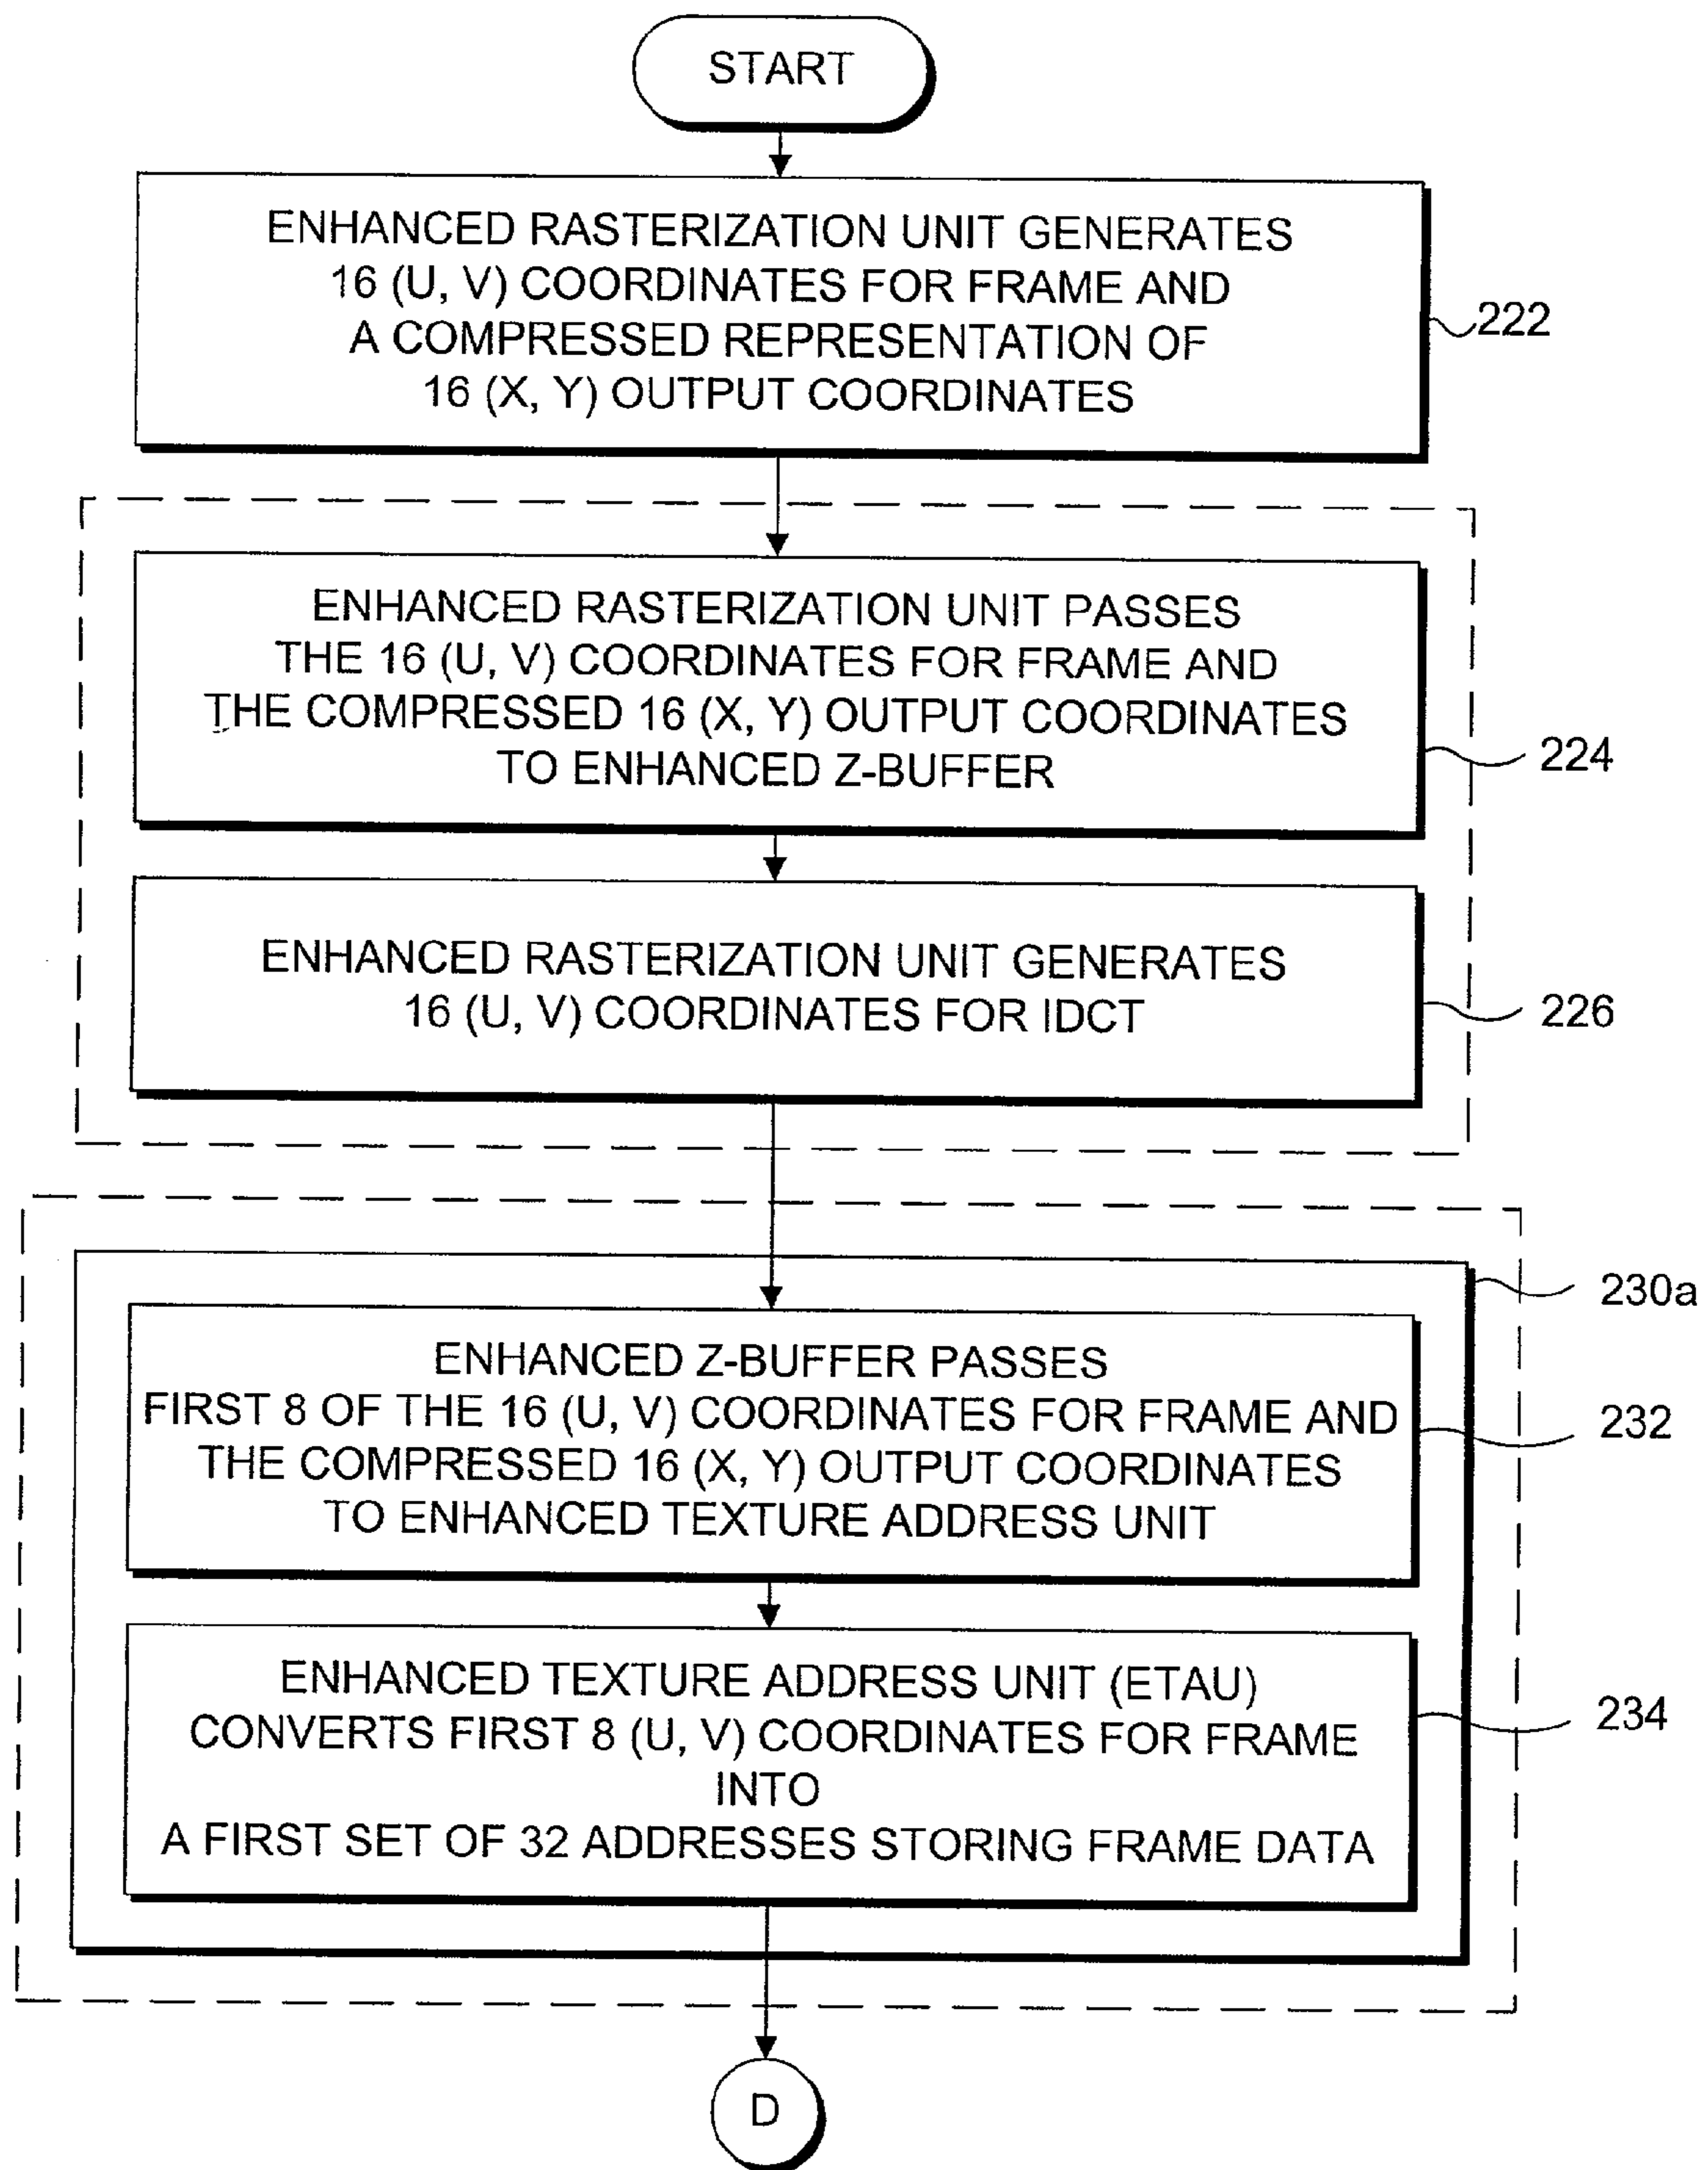 START
ENHANCED RASTERIZATION UNIT GENERATES
16 (U, V) COORDINATES FOR FRAME AND
A COMPRESSED REPRESENTATION OF
16 (X, Y) OUTPUT COORDINATES
222
ENHANCED RASTERIZATION UNIT PASSES
THE 16 (U, V) COORDINATES FOR FRAME AND
THE COMPRESSED 16 (X, Y) OUTPUT COORDINATES
TO ENHANCED Z-BUFFER
224
ENHANCED RASTERIZATION UNIT GENERATES
16 (U, V) COORDINATES FOR IDCT
226
230a
ENHANCED Z-BUFFER PASSES
FIRST 8 OF THE 16 (U, V) COORDINATES FOR FRAME AND
THE COMPRESSED 16 (X, Y) OUTPUT COORDINATES
TO ENHANCED TEXTURE ADDRESS UNIT
232
ENHANCED TEXTURE ADDRESS UNIT (ETAU)
CONVERTS FIRST 8 (U, V) COORDINATES FOR FRAME
INTO
A FIRST SET OF 32 ADDRESSES STORING FRAME DATA
234
D